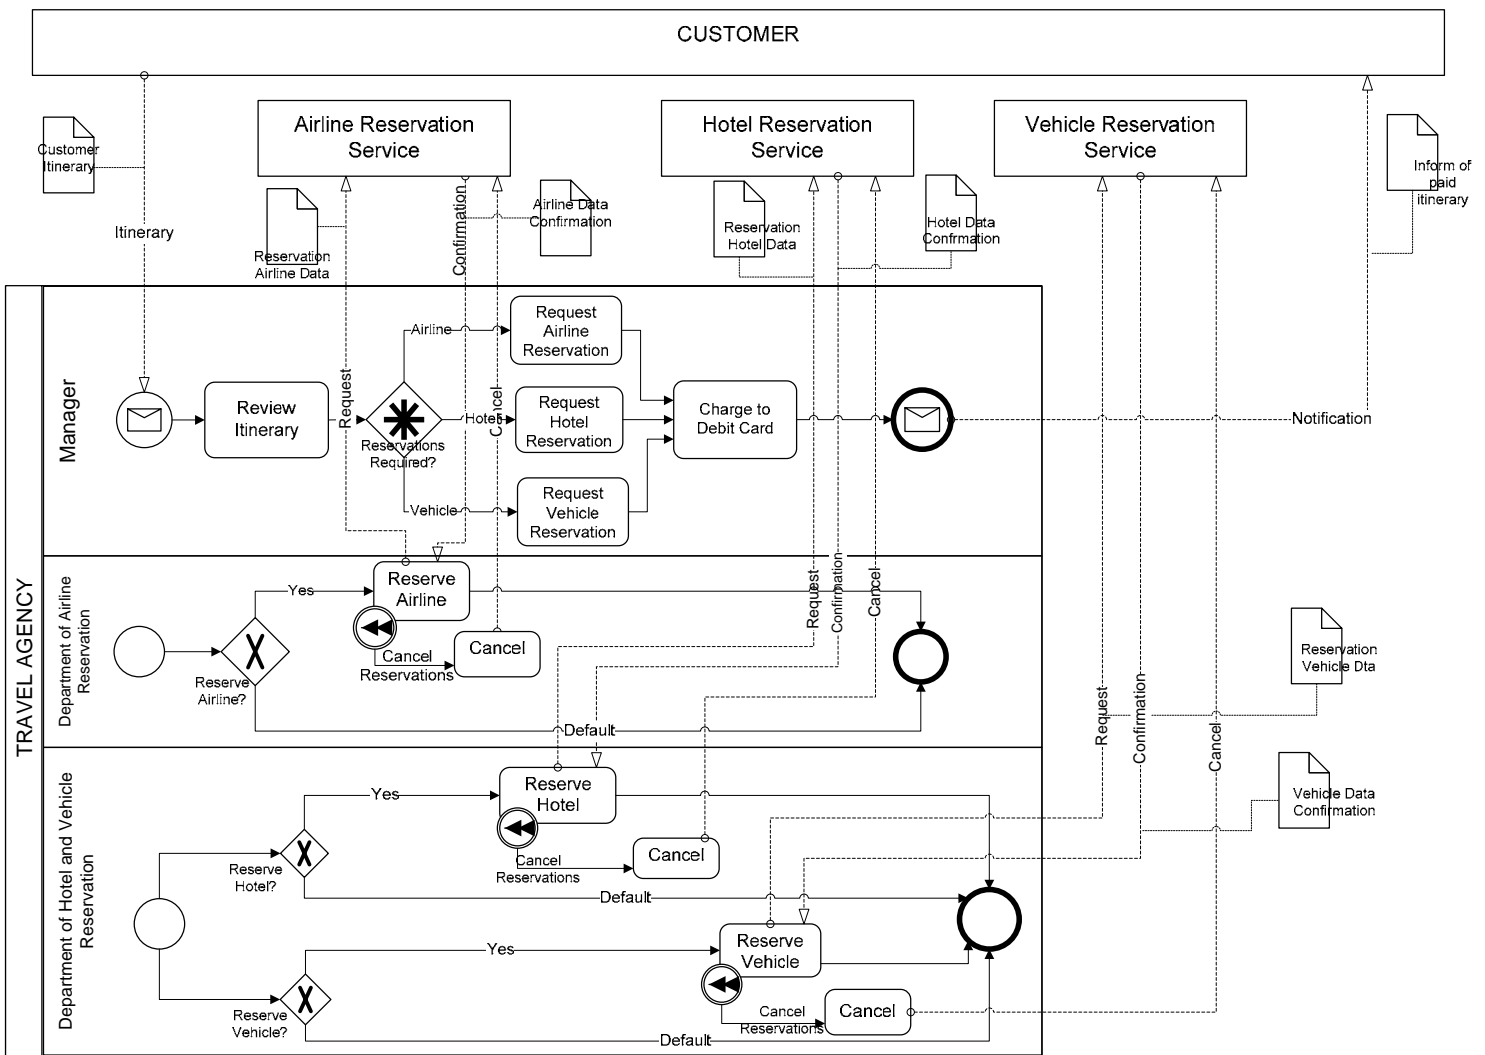 CUSTOMER
Airline Reservation
Service
Hotel Reservation
Service
Vehicle Reservation
Service
Customer
Itinerary
Itinerary
Reservation
Airline Data
Confirmation
Airline Data
Confirmation
Reservation
Hotel Data
Hotel Data
Confirmation
Inform of
paid
itinerary
TRAVEL AGENCY
Manager
Review
Itinerary
Request
Reservations
Required?
Airline
Hotel
Vehicle
Cancel
Request
Airline
Reservation
Request
Hotel
Reservation
Request
Vehicle
Reservation
Charge to
Debit Card
Notification
Department of Airline
Reservation
Reserve
Airline?
Yes
Reserve
Airline
Cancel
Reservations
Cancel
Default
Request
Confirmation
Cancel
Reservation
Vehicle Dta
Request
Confirmation
Cancel
Vehicle Data
Confirmation
Department of Hotel and Vehicle
Reservation
Reserve
Hotel?
Yes
Reserve
Hotel
Cancel
Reservations
Cancel
Default
Reserve
Vehicle?
Yes
Reserve
Vehicle
Cancel
Reservations
Cancel
Default